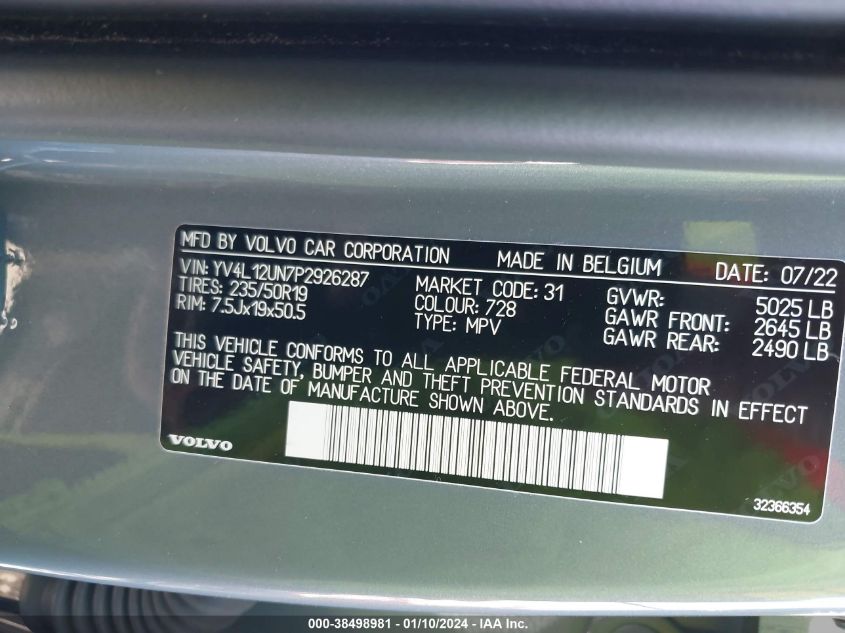 MFD BY VOLVO CAR CORPORATION MADE IN BELGIUM DATE: 07/22
VIN: YV4L12UN7P2926287 MARKET CODE: 31 GVWR: 5025 LB
TIRES: 235/50R19 COLOUR: 728 GAWR FRONT: 2645 LB
RIM: 7.5Jx19x50.5 TYPE: MPV GAWR REAR: 2490 LB
THIS VEHICLE CONFORMS TO ALL APPLICABLE FEDERAL MOTOR
VEHICLE SAFETY, BUMPER AND THEFT PREVENTION STANDARDS IN EFFECT
ON THE DATE OF MANUFACTURE SHOWN ABOVE.
VOLVO
32366354
000-38498981 - 01/10/2024 - IAA Inc.